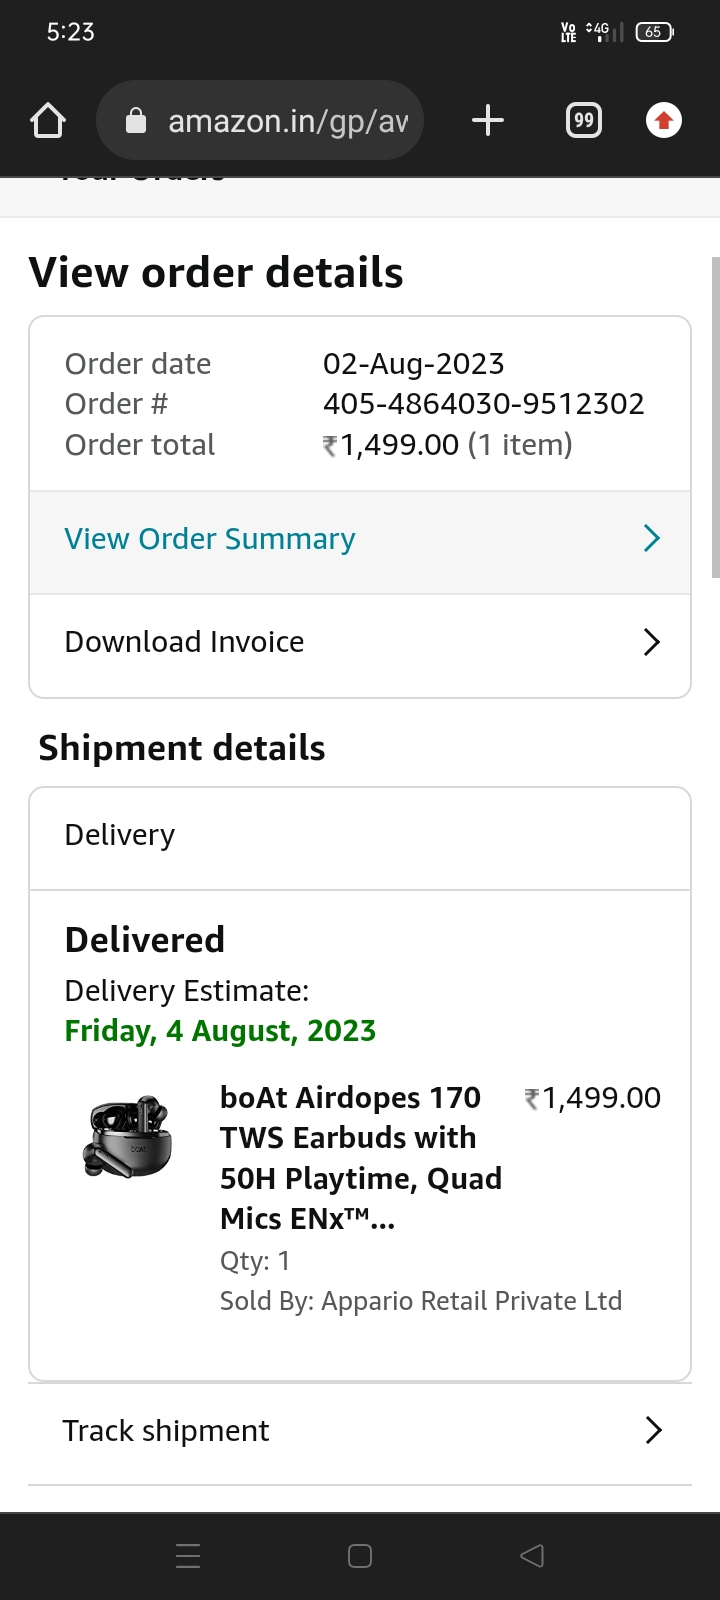 5:23
Vo
LTE
4G
65
amazon.in/gp/aw
99
Your Orders
View order details
Order date 02-Aug-2023
Order # 405-4864030-9512302
Order total ₹1,499.00 (1 item)
View Order Summary
Download Invoice
Shipment details
Delivery
Delivered
Delivery Estimate:
Friday, 4 August, 2023
boAt Airdopes 170 ₹1,499.00
TWS Earbuds with
50H Playtime, Quad
Mics ENx™...
Qty: 1
Sold By: Appario Retail Private Ltd
Track shipment